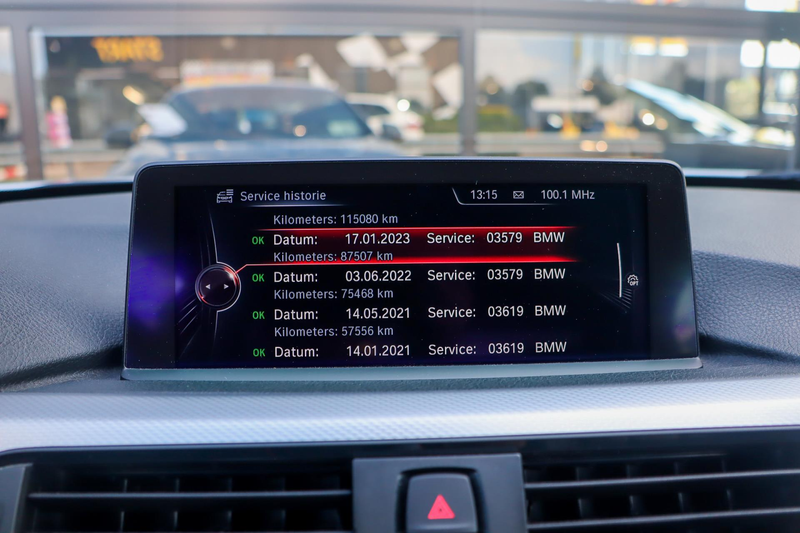 Service historie 13:15 100.1 MHz
Kilometers: 115080 km
OK Datum: 17.01.2023 Service: 03579 BMW
Kilometers: 87507 km
OK Datum: 03.06.2022 Service: 03579 BMW
Kilometers: 75468 km
OK Datum: 14.05.2021 Service: 03619 BMW
Kilometers: 57556 km
OK Datum: 14.01.2021 Service: 03619 BMW
OPT